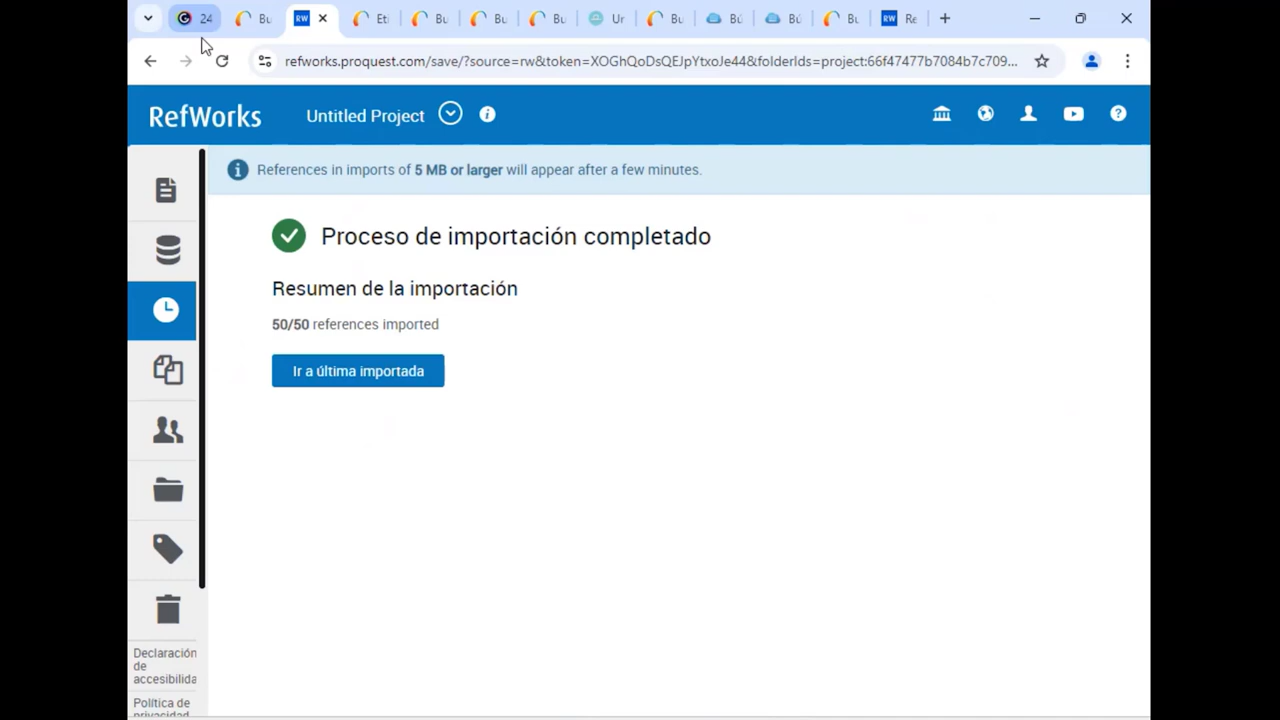 24
Bu
Eti
Bu
Bu
Bu
Ur
Bu
Bú
Bú
Bu
Re
refworks.proquest.com/save/?source=rw&token=XOGhQoDsQEJpYtxoJe44&folderIds=project:66f47477b7084b7c709...
RefWorks
Untitled Project
References in imports of 5 MB or larger will appear after a few minutes.
Proceso de importación completado
Resumen de la importación
50/50 references imported
Ir a última importada
Declaración
de
accesibilida
Política de
privacidad